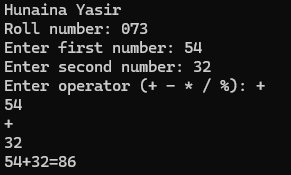 Hunaina Yasir
Roll number: 073
Enter first number: 54
Enter second number: 32
Enter operator (+ - * / %): +
54
+
32
54+32=86